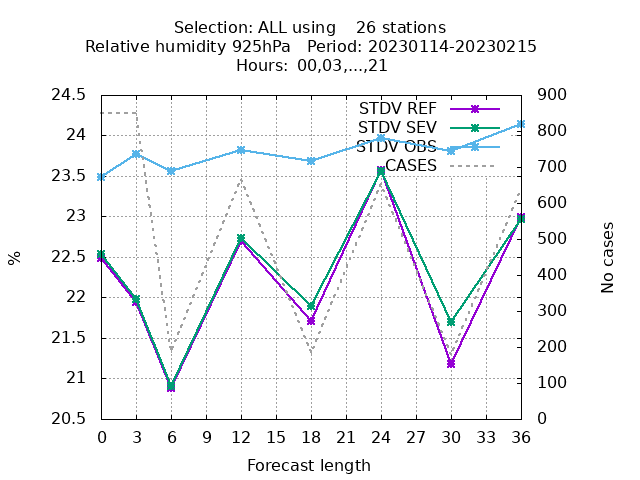 Selection: ALL using    26 stations
Relative humidity 925hPa   Period: 20230114-20230215
Hours: 00,03,...,21
24.5
24
23.5
23
22.5
22
21.5
21
20.5
%
STDV REF
STDV SEV
STDV OBS
CASES
900
800
700
600
500
400
300
200
100
0
No cases
0 3 6 9 12 15 18 21 24 27 30 33 36
Forecast length